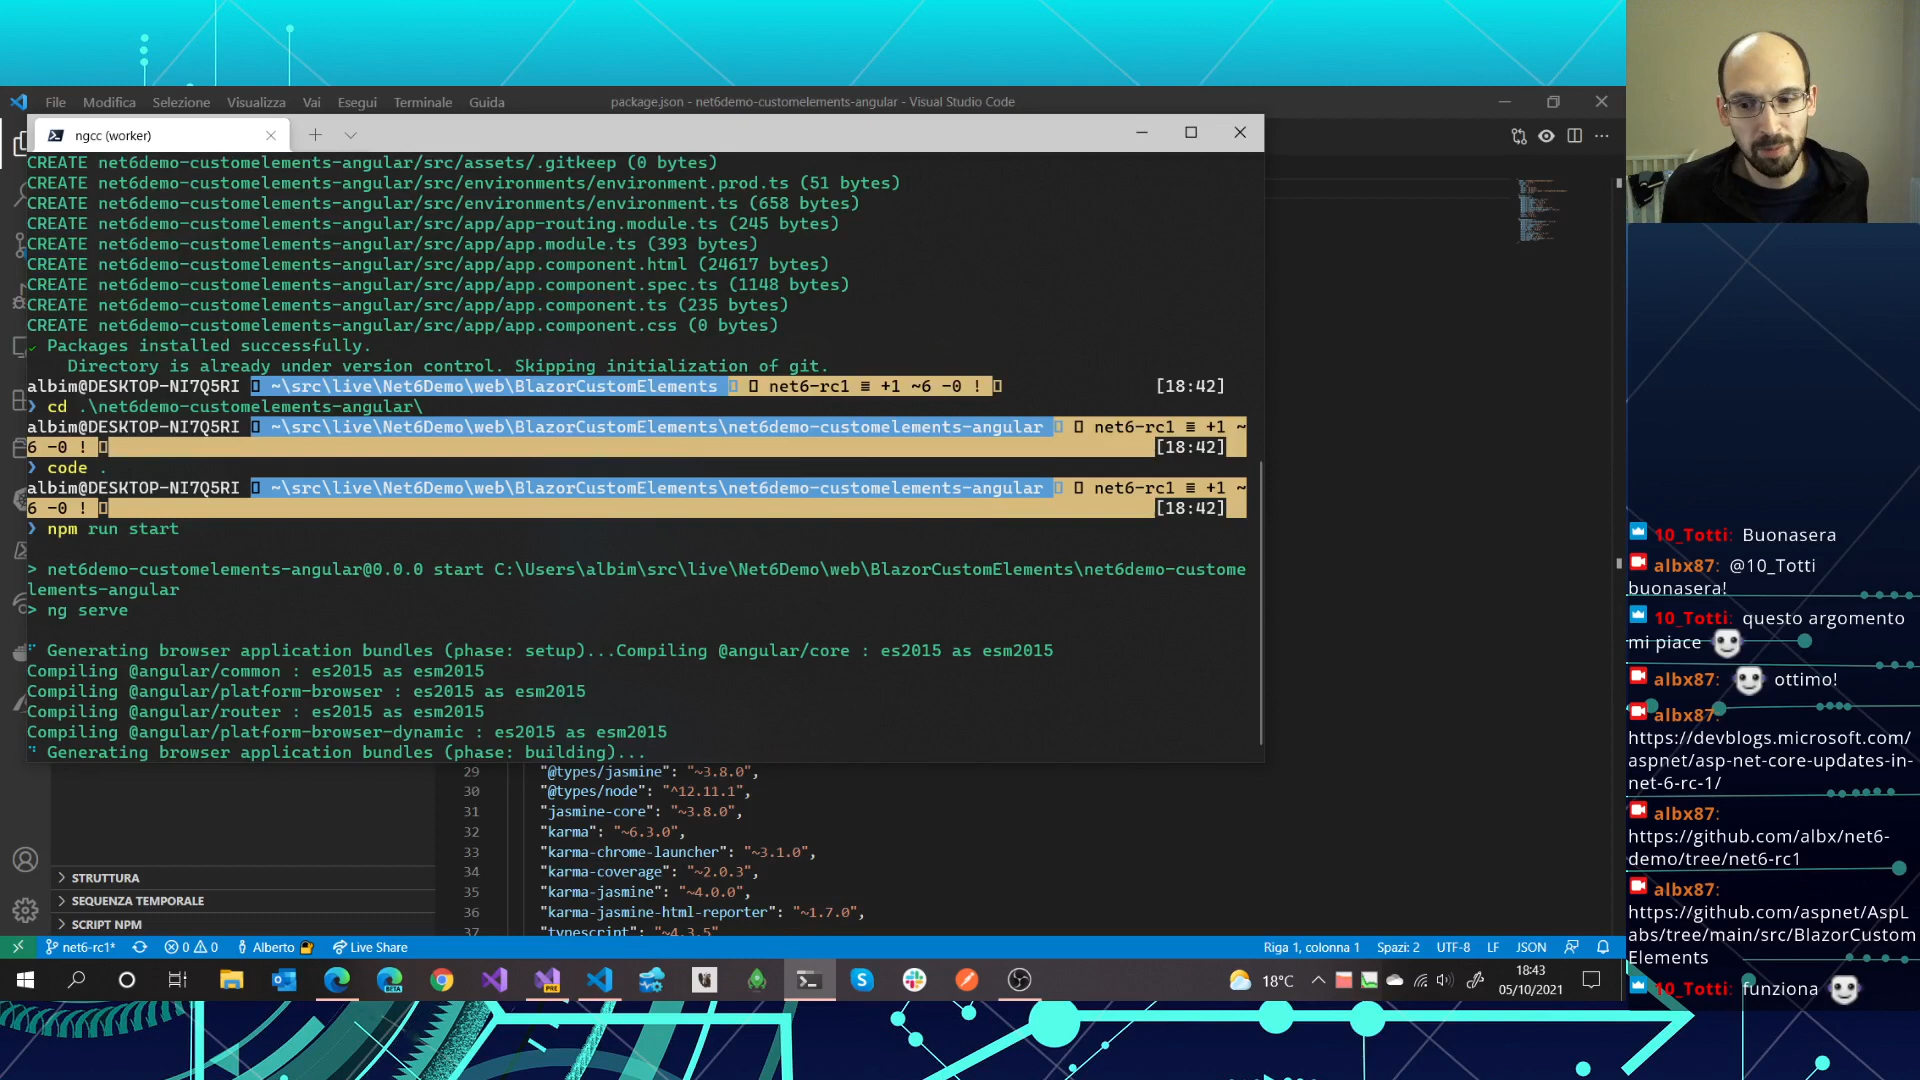 File Modifica Selezione Visualizza Vai Esegui Terminale Guida
package.json - net6demo-customelements-angular - Visual Studio Code
ngcc (worker)
CREATE net6demo-customelements-angular/src/assets/.gitkeep (0 bytes)
CREATE net6demo-customelements-angular/src/environments/environment.prod.ts (51 bytes)
CREATE net6demo-customelements-angular/src/environments/environment.ts (658 bytes)
CREATE net6demo-customelements-angular/src/app/app-routing.module.ts (245 bytes)
CREATE net6demo-customelements-angular/src/app/app.module.ts (393 bytes)
CREATE net6demo-customelements-angular/src/app/app.component.html (24617 bytes)
CREATE net6demo-customelements-angular/src/app/app.component.spec.ts (1148 bytes)
CREATE net6demo-customelements-angular/src/app/app.component.ts (235 bytes)
CREATE net6demo-customelements-angular/src/app/app.component.css (0 bytes)
✓ Packages installed successfully.
Directory is already under version control. Skipping initialization of git.
albim@DESKTOP-NI7Q5RI ~\src\live\Net6Demo\web\BlazorCustomElements net6-rc1 ≡ +1 ~6 -0 ! [18:42]
❯ cd .\net6demo-customelements-angular\
albim@DESKTOP-NI7Q5RI ~\src\live\Net6Demo\web\BlazorCustomElements\net6demo-customelements-angular net6-rc1 ≡ +1 ~
6 -0 ! [18:42]
❯ code .
albim@DESKTOP-NI7Q5RI ~\src\live\Net6Demo\web\BlazorCustomElements\net6demo-customelements-angular net6-rc1 ≡ +1 ~
6 -0 ! [18:42]
❯ npm run start
> net6demo-customelements-angular@0.0.0 start C:\Users\albim\src\live\Net6Demo\web\BlazorCustomElements\net6demo-custome
lements-angular
> ng serve
Generating browser application bundles (phase: setup)...Compiling @angular/core : es2015 as esm2015
Compiling @angular/common : es2015 as esm2015
Compiling @angular/platform-browser : es2015 as esm2015
Compiling @angular/router : es2015 as esm2015
Compiling @angular/platform-browser-dynamic : es2015 as esm2015
Generating browser application bundles (phase: building)...
29 "@types/jasmine": "~3.8.0",
30 "@types/node": "^12.11.1",
31 "jasmine-core": "~3.8.0",
32 "karma": "~6.3.0",
33 "karma-chrome-launcher": "~3.1.0",
34 "karma-coverage": "~2.0.3",
35 "karma-jasmine": "~4.0.0",
36 "karma-jasmine-html-reporter": "~1.7.0",
37 "typescript": "~4.3.5"
STRUTTURA
SEQUENZA TEMPORALE
SCRIPT NPM
net6-rc1* 0 0 Alberto Live Share Riga 1, colonna 1 Spazi: 2 UTF-8 LF JSON
BETA PRE 18°C 18:43
05/10/2021
10_Totti: Buonasera
albx87: @10_Totti
buonasera!
10_Totti: questo argomento
mi piace
albx87: ottimo!
albx87:
https://devblogs.microsoft.com/
aspnet/asp-net-core-updates-in-
net-6-rc-1/
albx87:
https://github.com/albx/net6-
demo/tree/net6-rc1
albx87:
https://github.com/aspnet/AspL
abs/tree/main/src/BlazorCustom
Elements
10_Totti: funziona